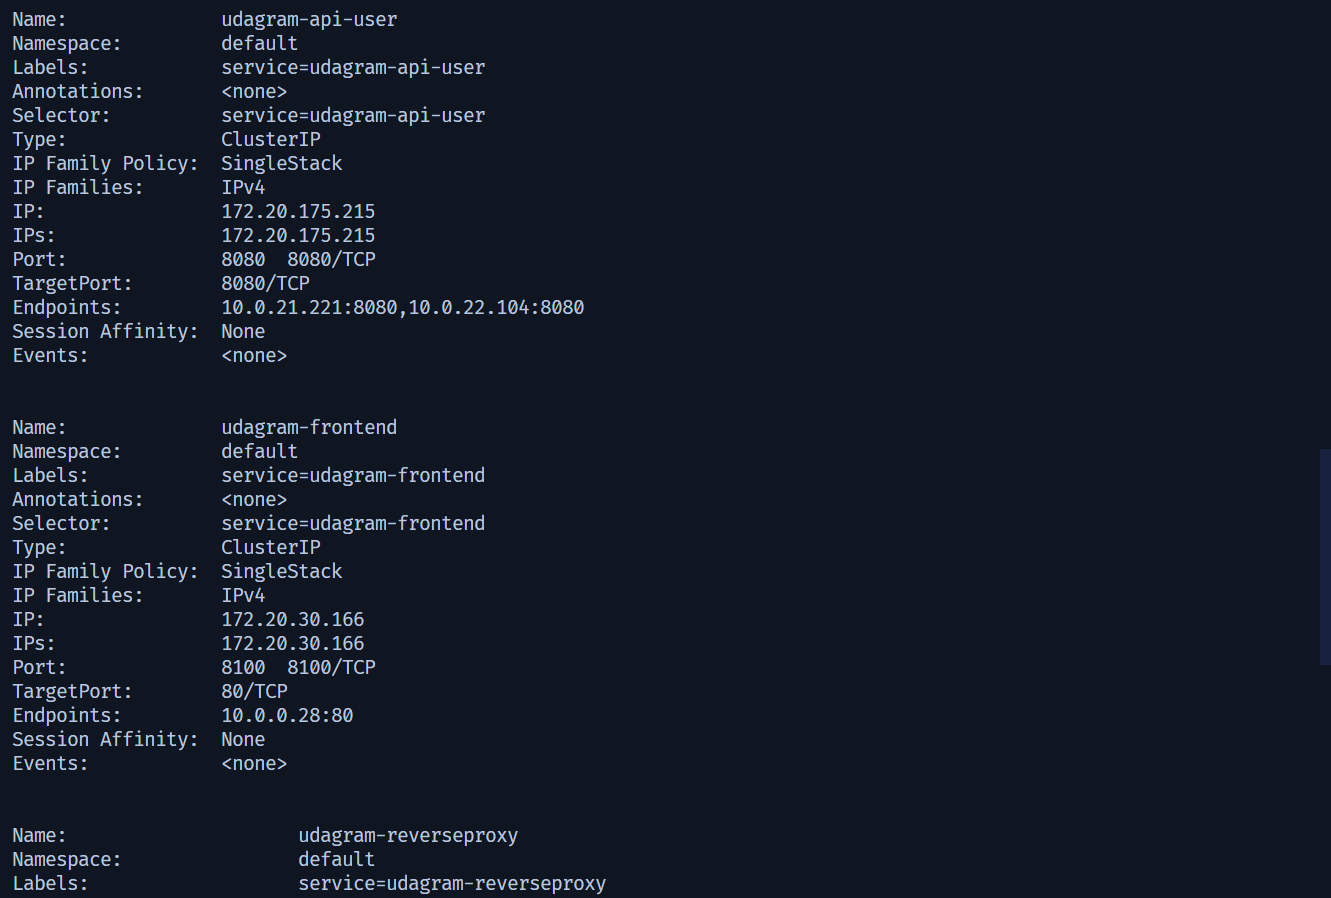 Name:              udagram-api-user
Namespace:         default
Labels:            service=udagram-api-user
Annotations:       <none>
Selector:          service=udagram-api-user
Type:              ClusterIP
IP Family Policy:  SingleStack
IP Families:       IPv4
IP:                172.20.175.215
IPs:               172.20.175.215
Port:              8080  8080/TCP
TargetPort:        8080/TCP
Endpoints:         10.0.21.221:8080,10.0.22.104:8080
Session Affinity:  None
Events:            <none>
Name:              udagram-frontend
Namespace:         default
Labels:            service=udagram-frontend
Annotations:       <none>
Selector:          service=udagram-frontend
Type:              ClusterIP
IP Family Policy:  SingleStack
IP Families:       IPv4
IP:                172.20.30.166
IPs:               172.20.30.166
Port:              8100  8100/TCP
TargetPort:        80/TCP
Endpoints:         10.0.0.28:80
Session Affinity:  None
Events:            <none>
Name:                     udagram-reverseproxy
Namespace:                default
Labels:                   service=udagram-reverseproxy